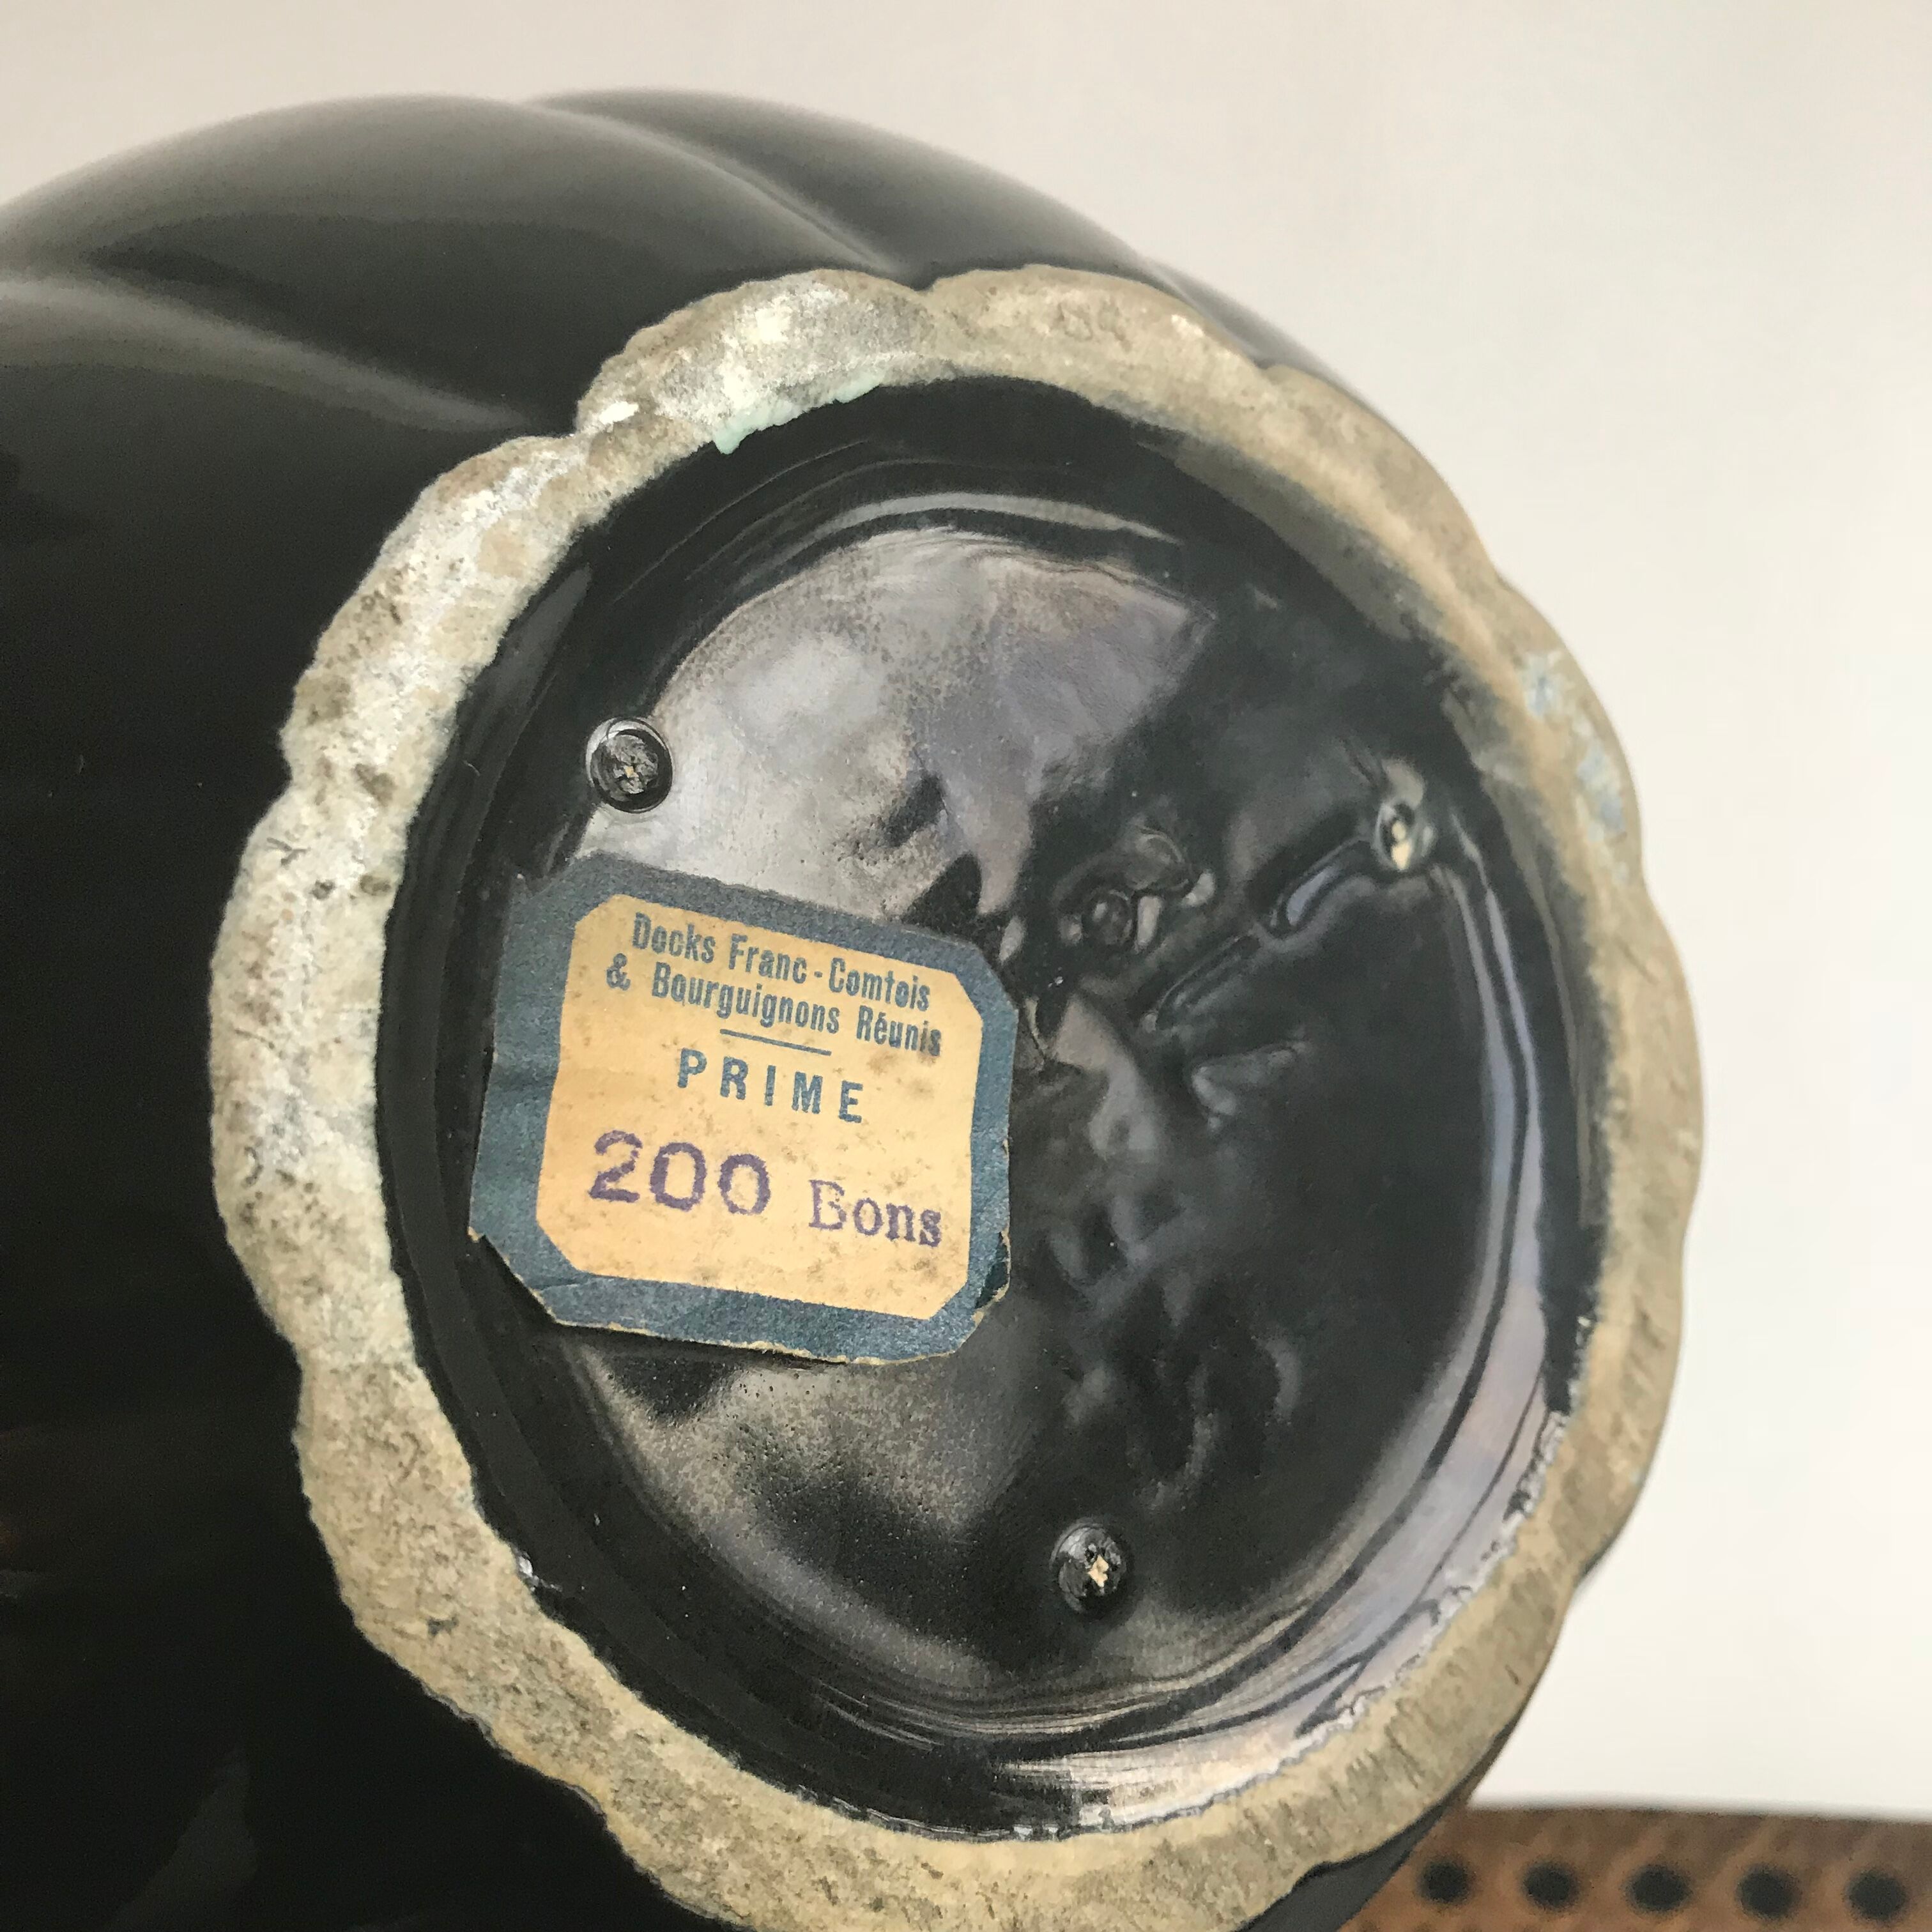 Docks Franc-Comtois
& Bourguignons Réunis
PRIME
200 Bons